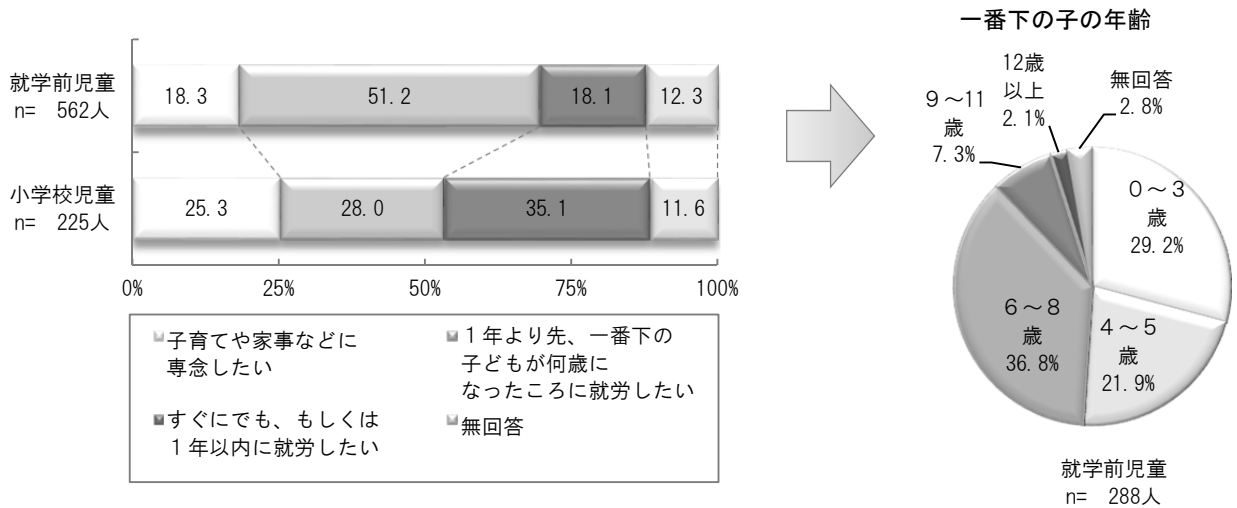 就学前児童
n=　562人
18.3
51.2
18.1
12.3
小学校児童
n=　225人
25.3
28.0
35.1
11.6
0%
25%
50%
75%
100%
子育てや家事などに
専念したい
１年より先、一番下の
子どもが何歳に
なったころに就労したい
すぐにでも、もしくは
１年以内に就労したい
無回答
一番下の子の年齢
０～３
歳
29.2%
４～５
歳
21.9%
６～８
歳
36.8%
９～11
歳
7.3%
12歳
以上
2.1%
無回答
2.8%
就学前児童
n=　288人